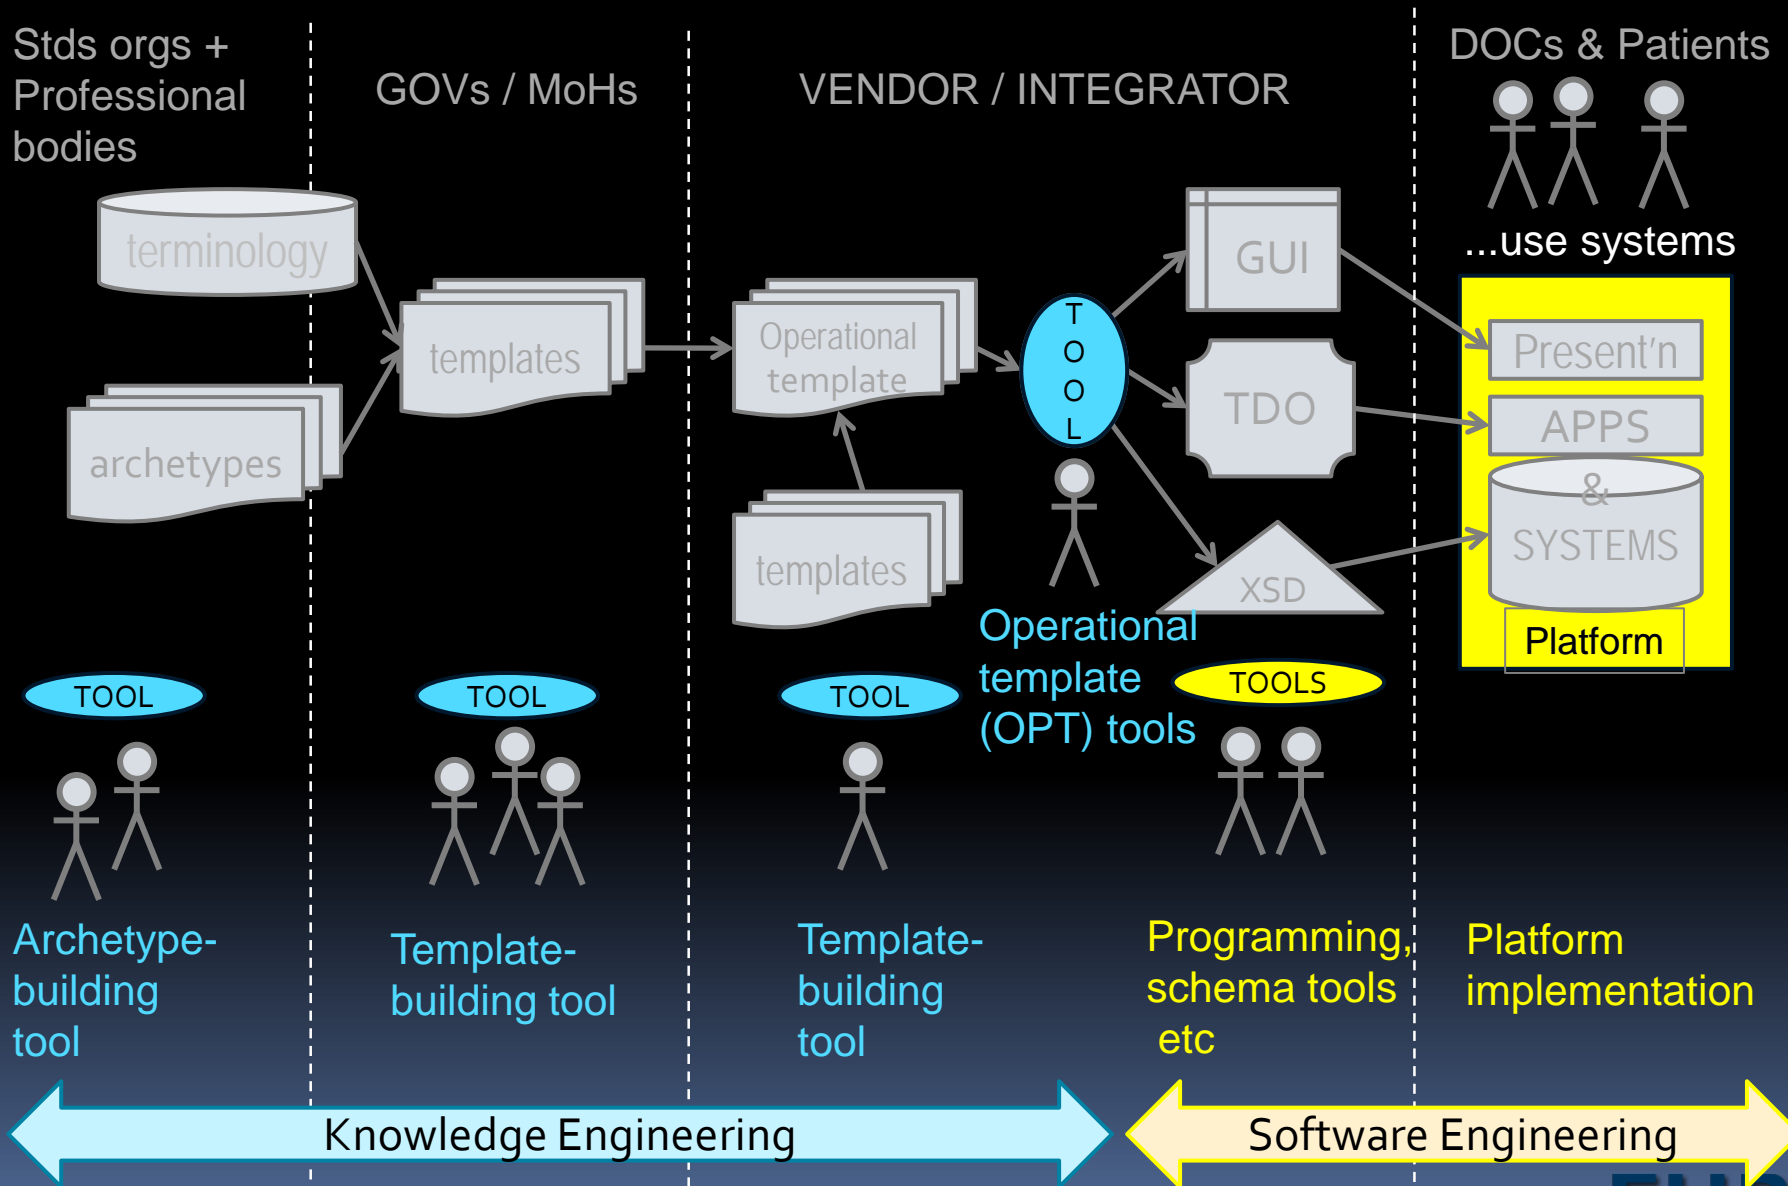 Stds orgs +
Professional
bodies
GOVs / MoHs
VENDOR / INTEGRATOR
DOCs & Patients
...use systems
terminology
archetypes
templates
Operational
template
templates
T
O
O
L
GUI
TDO
XSD
Present'n
APPS
&
SYSTEMS
Platform
Operational
template
(OPT) tools
TOOL
TOOL
TOOL
TOOLS
Archetype-
building
tool
Template-
building tool
Template-
building
tool
Programming,
schema tools
etc
Platform
implementation
Knowledge Engineering
Software Engineering